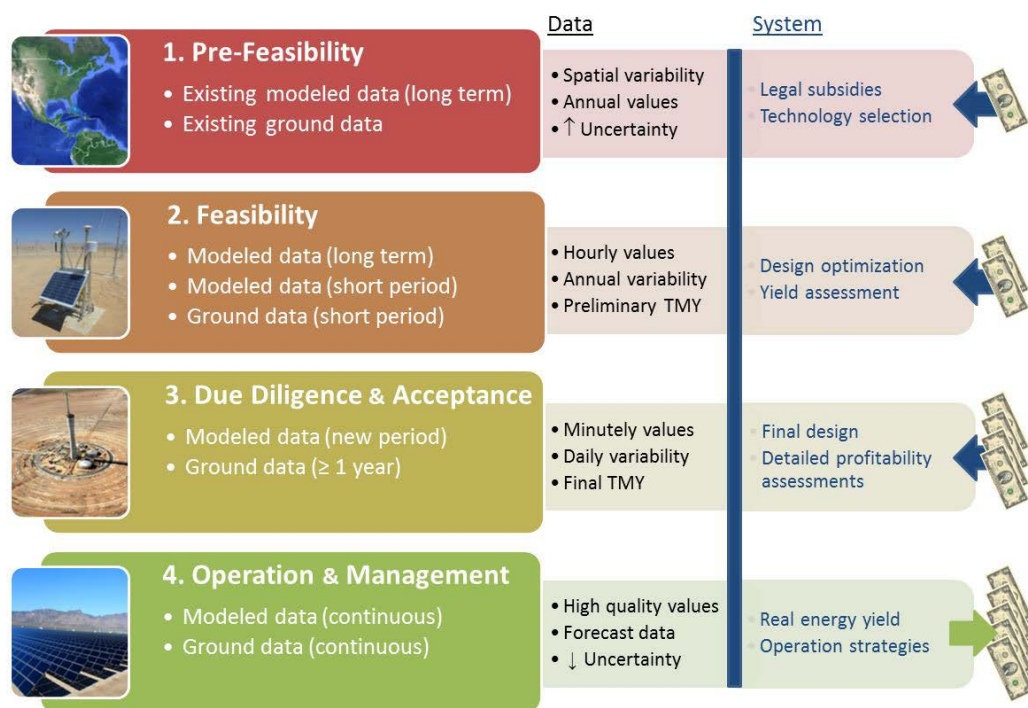 Data
System
1. Pre-Feasibility
• Existing modeled data (long term)
• Existing ground data
• Spatial variability
• Annual values
• ↑ Uncertainty
• Legal subsidies
• Technology selection
2. Feasibility
• Modeled data (long term)
• Modeled data (short period)
• Ground data (short period)
• Hourly values
• Annual variability
• Preliminary TMY
• Design optimization
• Yield assessment
3. Due Diligence & Acceptance
• Modeled data (new period)
• Ground data (≥ 1 year)
• Minutely values
• Daily variability
• Final TMY
• Final design
• Detailed profitability
assessments
4. Operation & Management
• Modeled data (continuous)
• Ground data (continuous)
• High quality values
• Forecast data
• ↓ Uncertainty
• Real energy yield
• Operation strategies